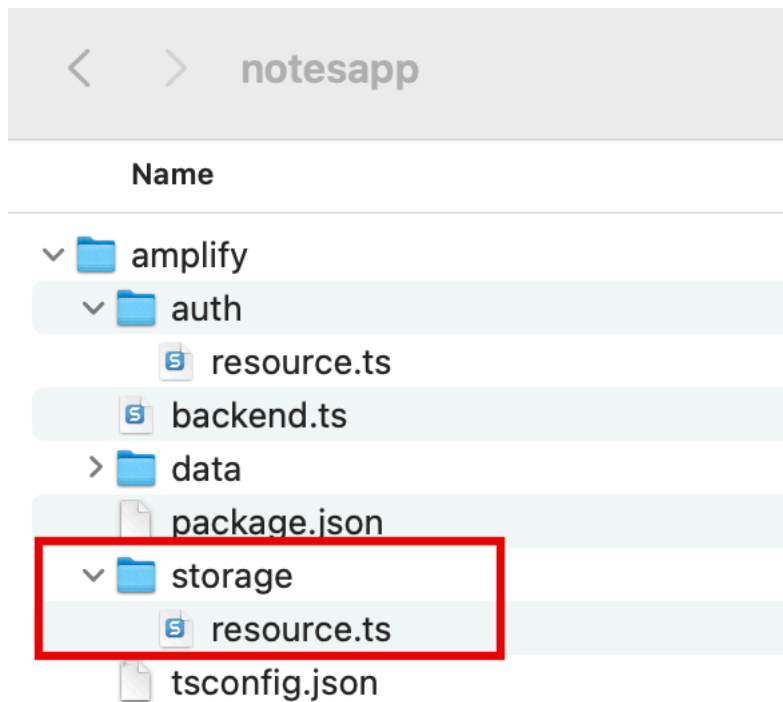 notesapp
Name
amplify
auth
resource.ts
backend.ts
data
package.json
storage
resource.ts
tsconfig.json